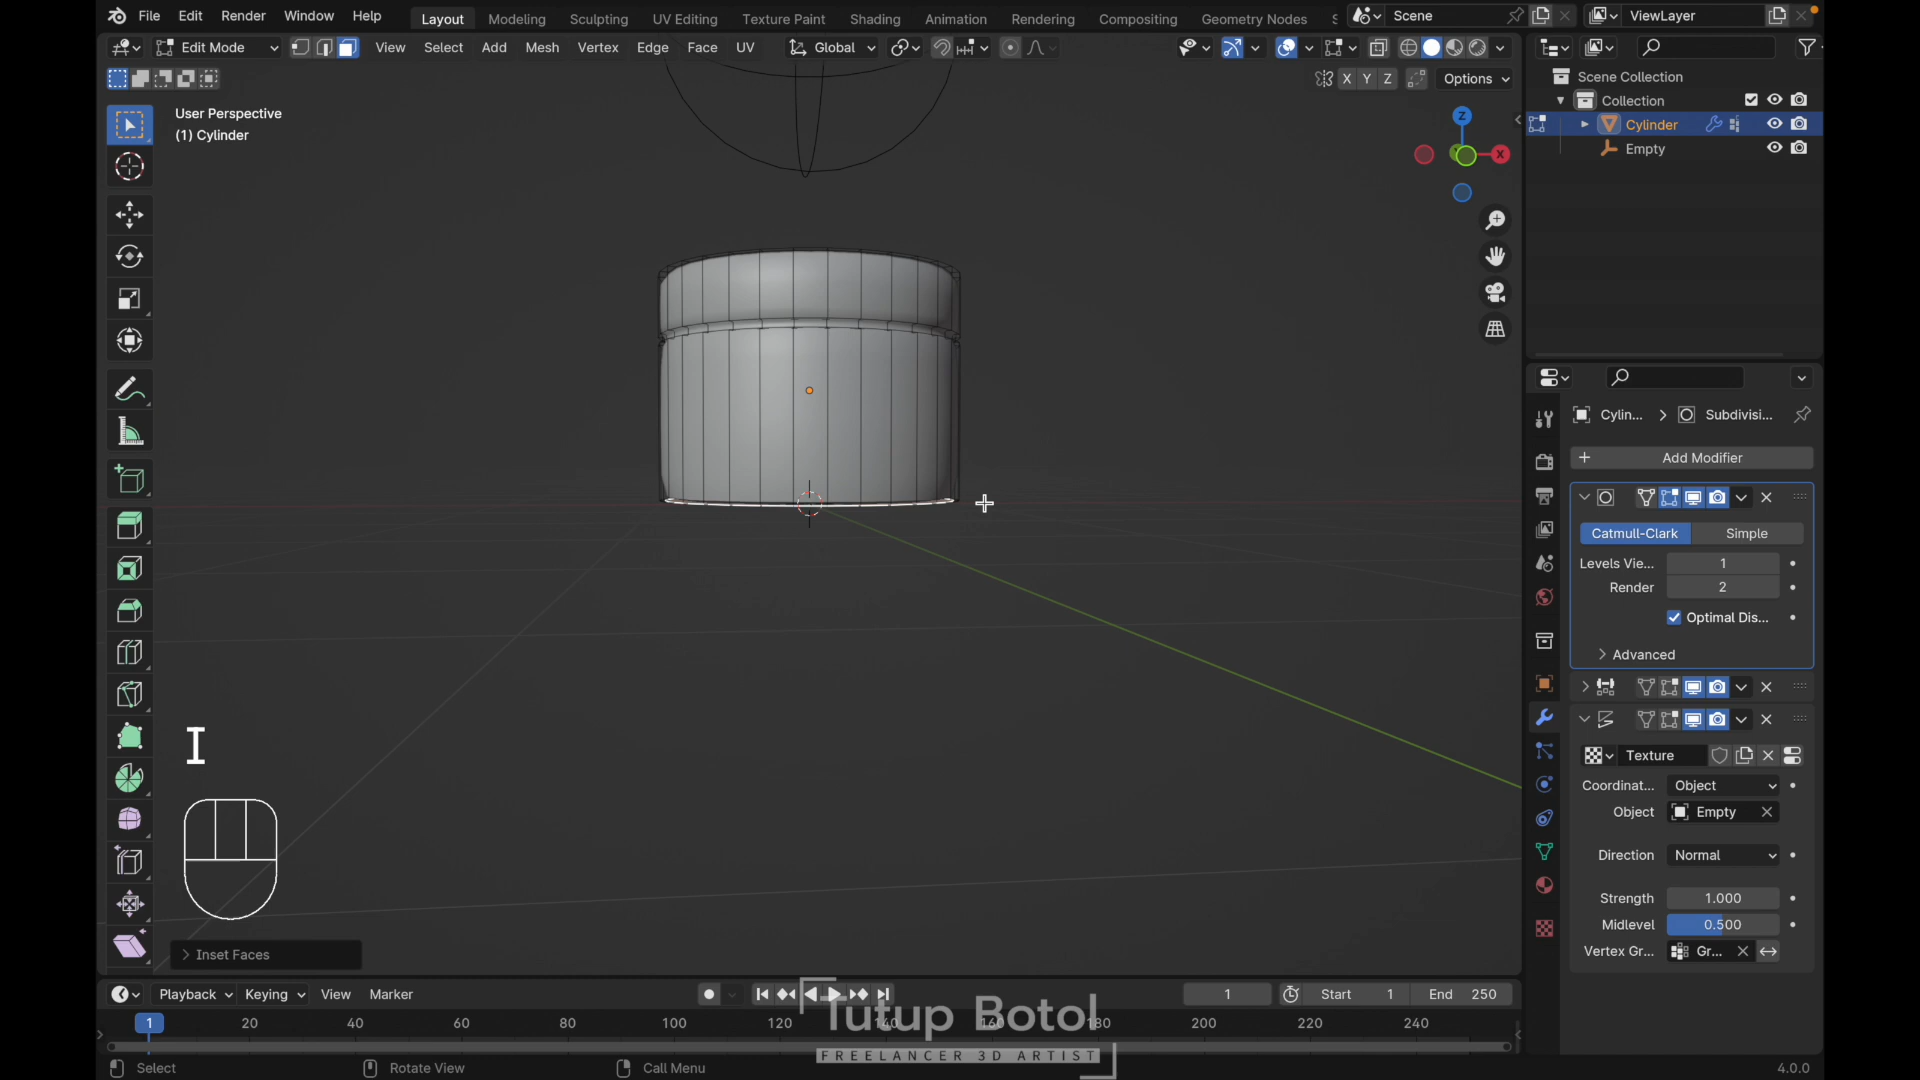 File Edit Render Window Help Layout Modeling Sculpting UV Editing Texture Paint Shading Animation Rendering Compositing Geometry Nodes S Scene ViewLayer
Edit Mode View Select Add Mesh Vertex Edge Face UV Global
X Y Z Options
User Perspective
(1) Cylinder
Z
X
Scene Collection
Collection
Cylinder
Empty
Cylin... > Subdivisi...
+ Add Modifier
Catmull-Clark Simple
Levels Vie... 1
Render 2
Optimal Dis...
Advanced
Texture
Coordinat... Object
Object Empty
Direction Normal
Strength 1.000
Midlevel 0.500
Vertex Gr... Gr...
I
Inset Faces
Playback Keying View Marker 1 Start 1 End 250
1 20 40 60 80 100 120 140 160 180 200 220 240
Tutup Botol
FREELANCER 3D ARTIST
Select Rotate View Call Menu 4.0.0